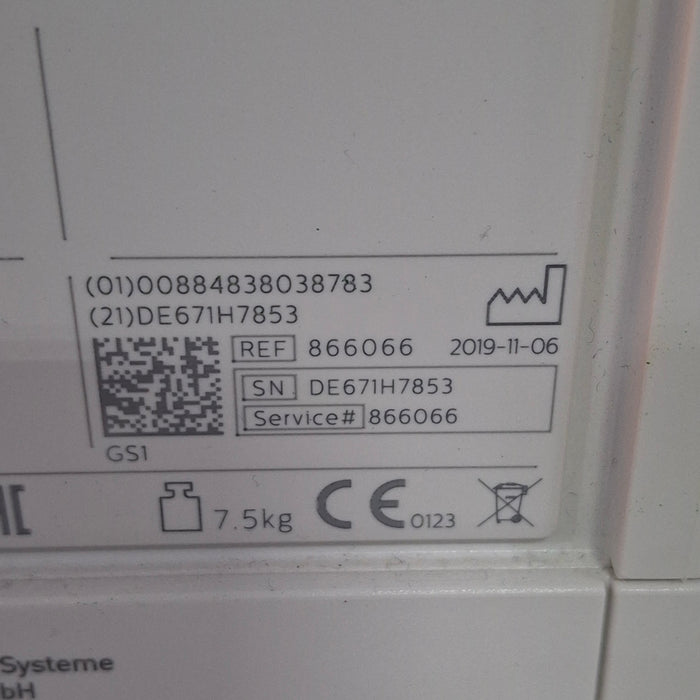 (01)00884838038783
(21)DE671H7853
REF 866066 2019-11-06
SN DE671H7853
Service# 866066
GS1
7.5kg CE 0123
Systeme
bH